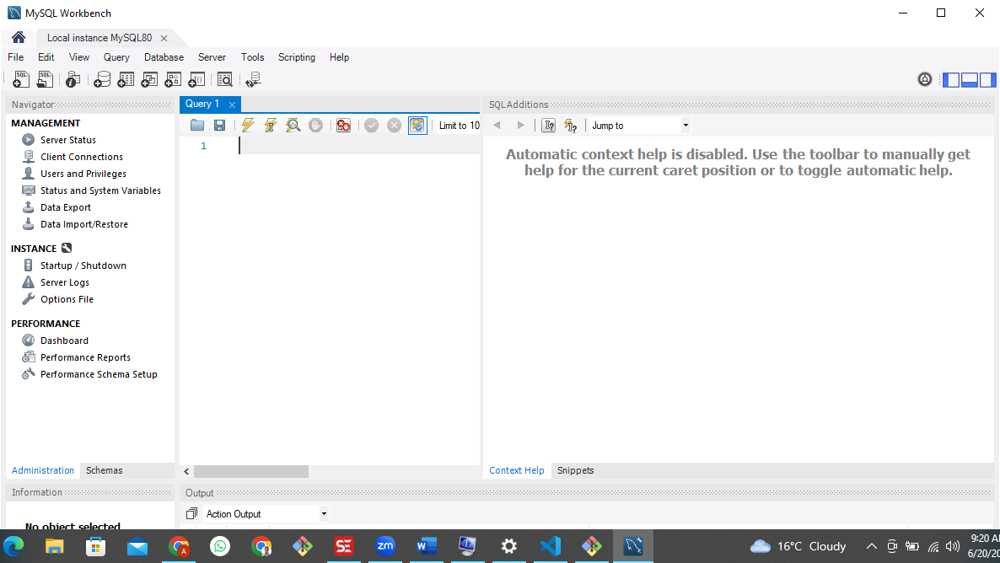 MySQL Workbench
Local instance MySQL80
File Edit View Query Database Server Tools Scripting Help
Navigator
MANAGEMENT
Server Status
Client Connections
Users and Privileges
Status and System Variables
Data Export
Data Import/Restore
INSTANCE
Startup / Shutdown
Server Logs
Options File
PERFORMANCE
Dashboard
Performance Reports
Performance Schema Setup
Administration Schemas
Information
No object selected
Query 1
Limit to 10
1
SQLAdditions
Jump to
Automatic context help is disabled. Use the toolbar to manually get
help for the current caret position or to toggle automatic help.
Context Help Snippets
Output
Action Output
16°C Cloudy
9:20
6/20/20